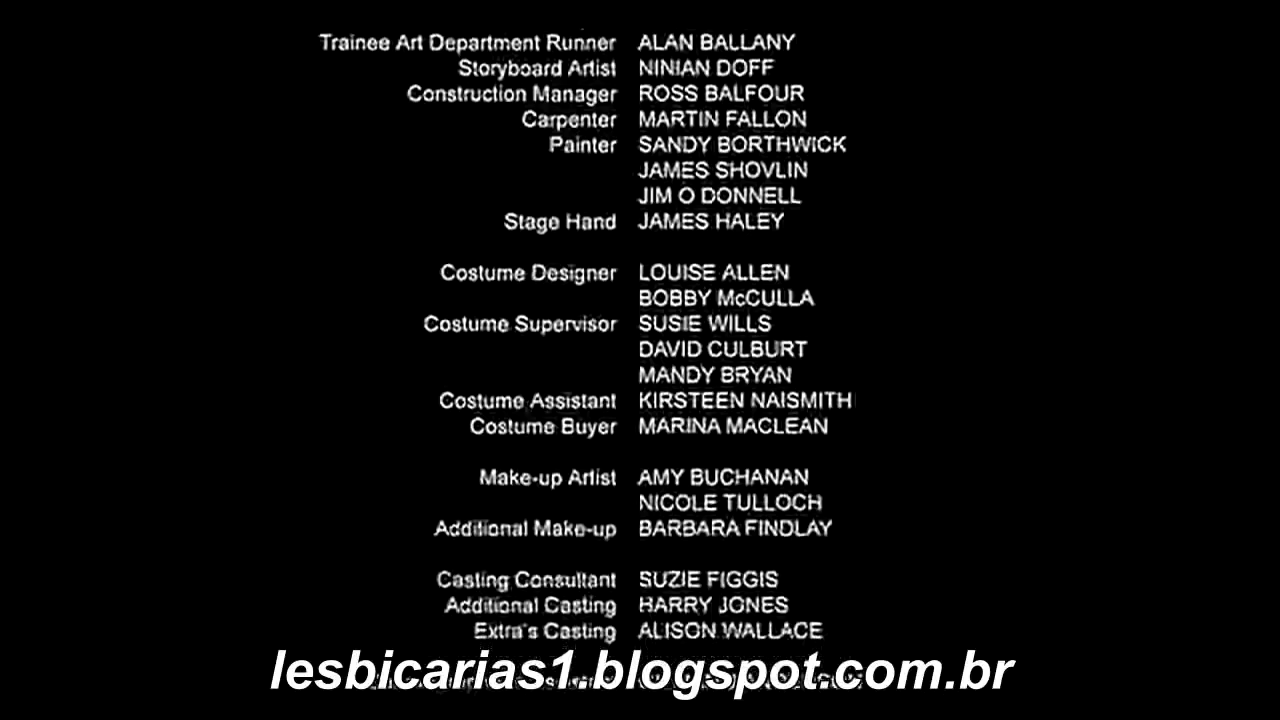 Trainee Art Department Runner ALAN BALLANY
Storyboard Artist NINIAN DOFF
Construction Manager ROSS BALFOUR
Carpenter MARTIN FALLON
Painter SANDY BORTHWICK
JAMES SHOVLIN
JIM O DONNELL
Stage Hand JAMES HALEY
Costume Designer LOUISE ALLEN
BOBBY McCULLA
Costume Supervisor SUSIE WILLS
DAVID CULBURT
MANDY BRYAN
Costume Assistant KIRSTEEN NAISMITH
Costume Buyer MARINA MACLEAN
Make-up Artist AMY BUCHANAN
NICOLE TULLOCH
Additional Make-up BARBARA FINDLAY
Casting Consultant SUZIE FIGGIS
Additional Casting HARRY JONES
Extra's Casting ALISON WALLACE
lesbicarias1.blogspot.com.br